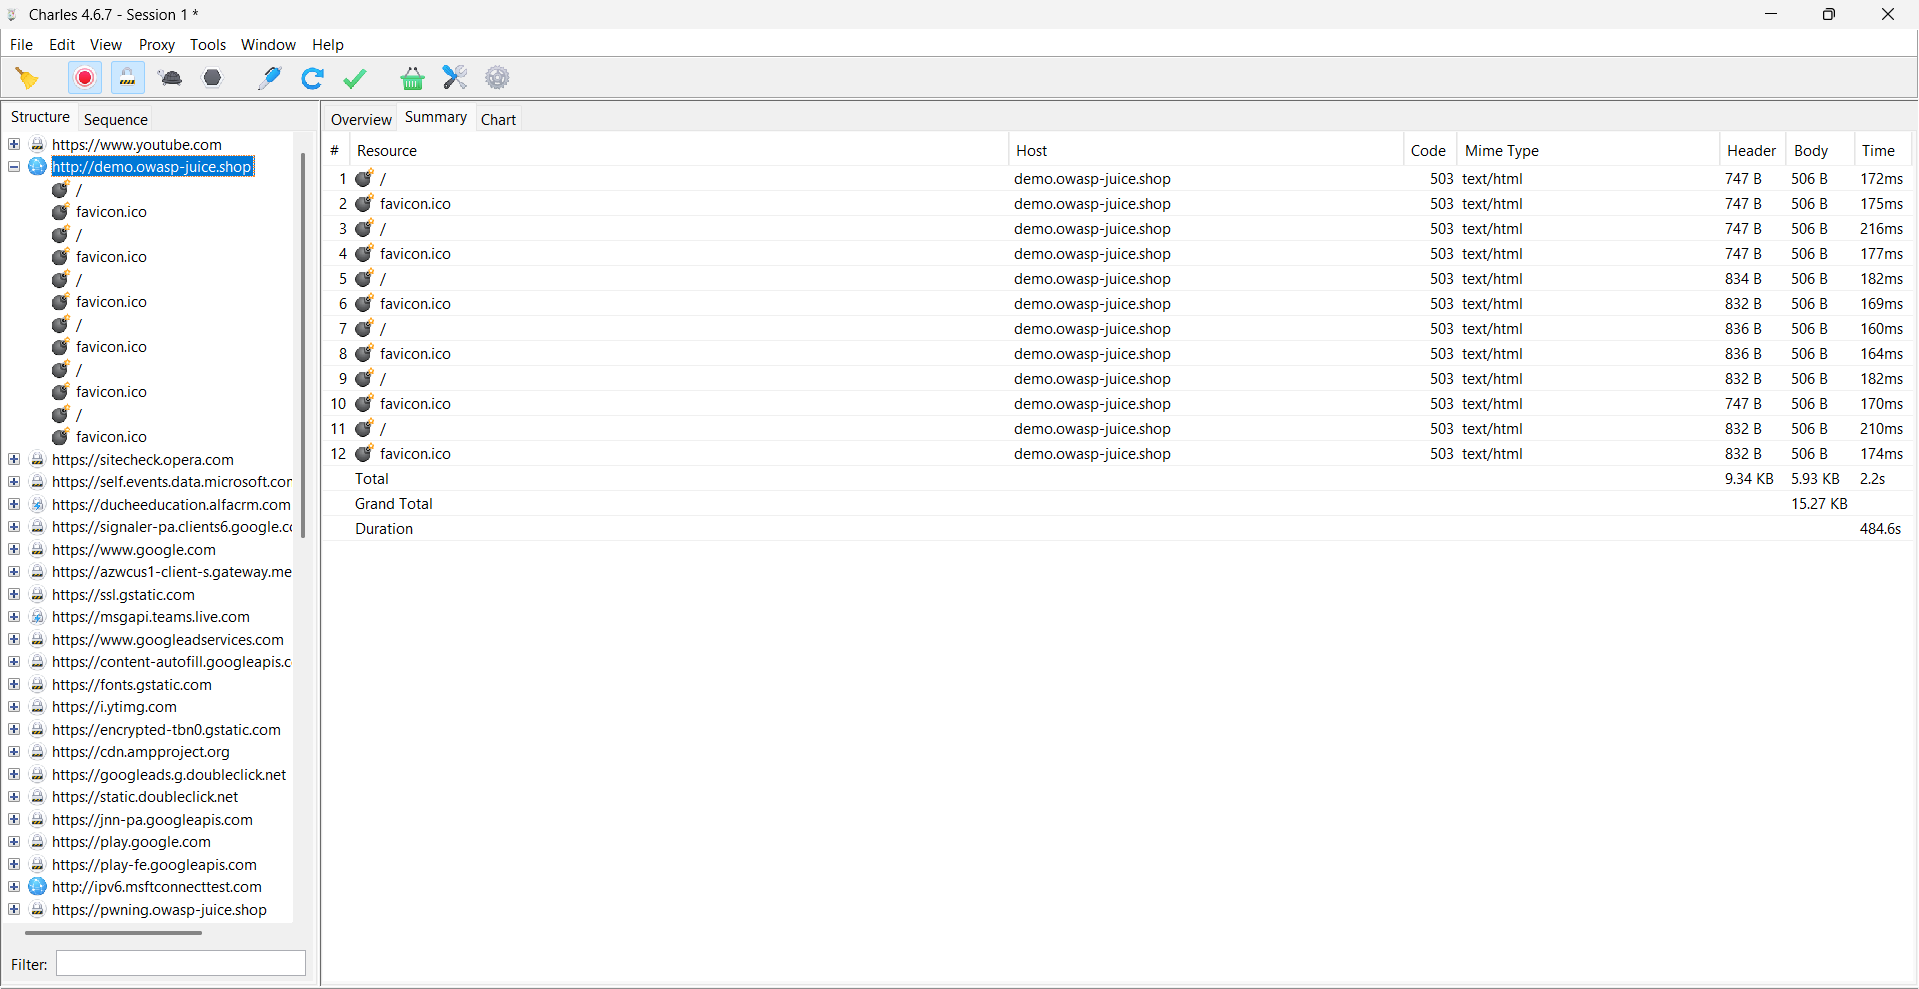 Charles 4.6.7 - Session 1 *
File Edit View Proxy Tools Window Help
Structure Sequence
https://www.youtube.com
http://demo.owasp-juice.shop
/
favicon.ico
/
favicon.ico
/
favicon.ico
/
favicon.ico
/
favicon.ico
/
favicon.ico
https://sitecheck.opera.com
https://self.events.data.microsoft.com
https://ducheeducation.alfacrm.com
https://signaler-pa.clients6.google.co
https://www.google.com
https://azwcus1-client-s.gateway.me
https://ssl.gstatic.com
https://msgapi.teams.live.com
https://www.googleadservices.com
https://content-autofill.googleapis.c
https://fonts.gstatic.com
https://i.ytimg.com
https://encrypted-tbn0.gstatic.com
https://cdn.ampproject.org
https://googleads.g.doubleclick.net
https://static.doubleclick.net
https://jnn-pa.googleapis.com
https://play.google.com
https://play-fe.googleapis.com
http://ipv6.msftconnecttest.com
https://pwning.owasp-juice.shop
Filter:
Overview Summary Chart
# Resource Host Code Mime Type Header Body Time
1 / demo.owasp-juice.shop 503 text/html 747 B 506 B 172ms
2 favicon.ico demo.owasp-juice.shop 503 text/html 747 B 506 B 175ms
3 / demo.owasp-juice.shop 503 text/html 747 B 506 B 216ms
4 favicon.ico demo.owasp-juice.shop 503 text/html 747 B 506 B 177ms
5 / demo.owasp-juice.shop 503 text/html 834 B 506 B 182ms
6 favicon.ico demo.owasp-juice.shop 503 text/html 832 B 506 B 169ms
7 / demo.owasp-juice.shop 503 text/html 836 B 506 B 160ms
8 favicon.ico demo.owasp-juice.shop 503 text/html 836 B 506 B 164ms
9 / demo.owasp-juice.shop 503 text/html 832 B 506 B 182ms
10 favicon.ico demo.owasp-juice.shop 503 text/html 747 B 506 B 170ms
11 / demo.owasp-juice.shop 503 text/html 832 B 506 B 210ms
12 favicon.ico demo.owasp-juice.shop 503 text/html 832 B 506 B 174ms
Total 9.34 KB 5.93 KB 2.2s
Grand Total 15.27 KB
Duration 484.6s